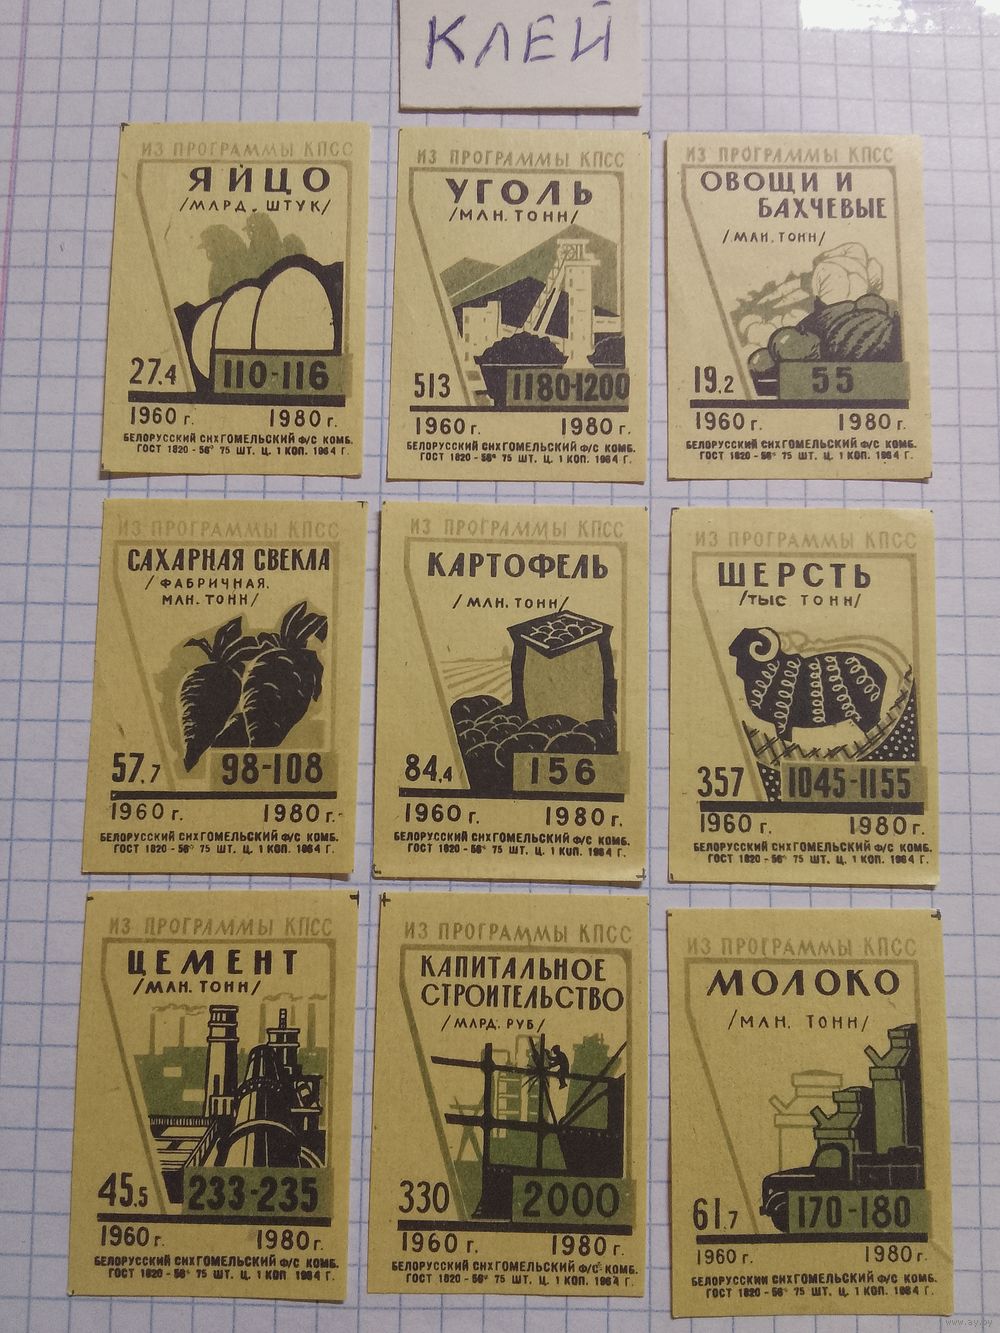 КЛЕЙ
ИЗ ПРОГРАММЫ КПСС
ЯЙЦО
/МЛРД. ШТУК/
27.4
110-116
1960 г. 1980 г.
БЕЛОРУССКИЙ СНХ ГОМЕЛЬСКИЙ Ф/С КОМБ.
ГОСТ 1820-56° 75 ШТ. Ц. 1 КОП. 1964 Г.
ИЗ ПРОГРАММЫ КПСС
УГОЛЬ
/МЛН. ТОНН/
513
1180-1200
1960 г. 1980 г.
БЕЛОРУССКИЙ СНХ ГОМЕЛЬСКИЙ Ф/С КОМБ.
ГОСТ 1820-56° 75 ШТ. Ц. 1 КОП. 1964 Г.
ИЗ ПРОГРАММЫ КПСС
ОВОЩИ И
БАХЧЕВЫЕ
/МЛН. ТОНН/
19.2
55
1960 г. 1980 г.
БЕЛОРУССКИЙ СНХ ГОМЕЛЬСКИЙ Ф/С КОМБ.
ГОСТ 1820-56° 75 ШТ. Ц. 1 КОП. 1964 Г.
ИЗ ПРОГРАММЫ КПСС
САХАРНАЯ СВЕКЛА
/ФАБРИЧНАЯ.
МЛН. ТОНН/
57.7
98-108
1960 г. 1980 г.
БЕЛОРУССКИЙ СНХ ГОМЕЛЬСКИЙ Ф/С КОМБ.
ГОСТ 1820-56° 75 ШТ. Ц. 1 КОП. 1964 Г.
ИЗ ПРОГРАММЫ КПСС
КАРТОФЕЛЬ
/МЛН. ТОНН/
84.4
156
1960 г. 1980 г.
БЕЛОРУССКИЙ СНХ ГОМЕЛЬСКИЙ Ф/С КОМБ.
ГОСТ 1820-56° 75 ШТ. Ц. 1 КОП. 1964 Г.
ИЗ ПРОГРАММЫ КПСС
ШЕРСТЬ
/ТЫС ТОНН/
357
1045-1155
1960 г. 1980 г.
БЕЛОРУССКИЙ СНХ ГОМЕЛЬСКИЙ Ф/С КОМБ.
ГОСТ 1820-56° 75 ШТ. Ц. 1 КОП. 1964 Г.
ИЗ ПРОГРАММЫ КПСС
ЦЕМЕНТ
/МЛН. ТОНН/
45.5
233-235
1960 г. 1980 г.
БЕЛОРУССКИЙ СНХ ГОМЕЛЬСКИЙ Ф/С КОМБ.
ГОСТ 1820-56° 75 ШТ. Ц. 1 КОП. 1964 Г.
ИЗ ПРОГРАММЫ КПСС
КАПИТАЛЬНОЕ
СТРОИТЕЛЬСТВО
/МЛРД. РУБ/
330
2000
1960 г. 1980 г.
БЕЛОРУССКИЙ СНХ ГОМЕЛЬСКИЙ Ф/С КОМБ.
ГОСТ 1820-56° 75 ШТ. Ц. 1 КОП. 1964 Г.
ИЗ ПРОГРАММЫ КПСС
МОЛОКО
/МЛН. ТОНН/
61.7
170-180
1960 г. 1980 г.
БЕЛОРУССКИЙ СНХ ГОМЕЛЬСКИЙ Ф/С КОМБ.
ГОСТ 1820-56° 75 ШТ. Ц. 1 КОП. 1964 Г.
www.ay.by